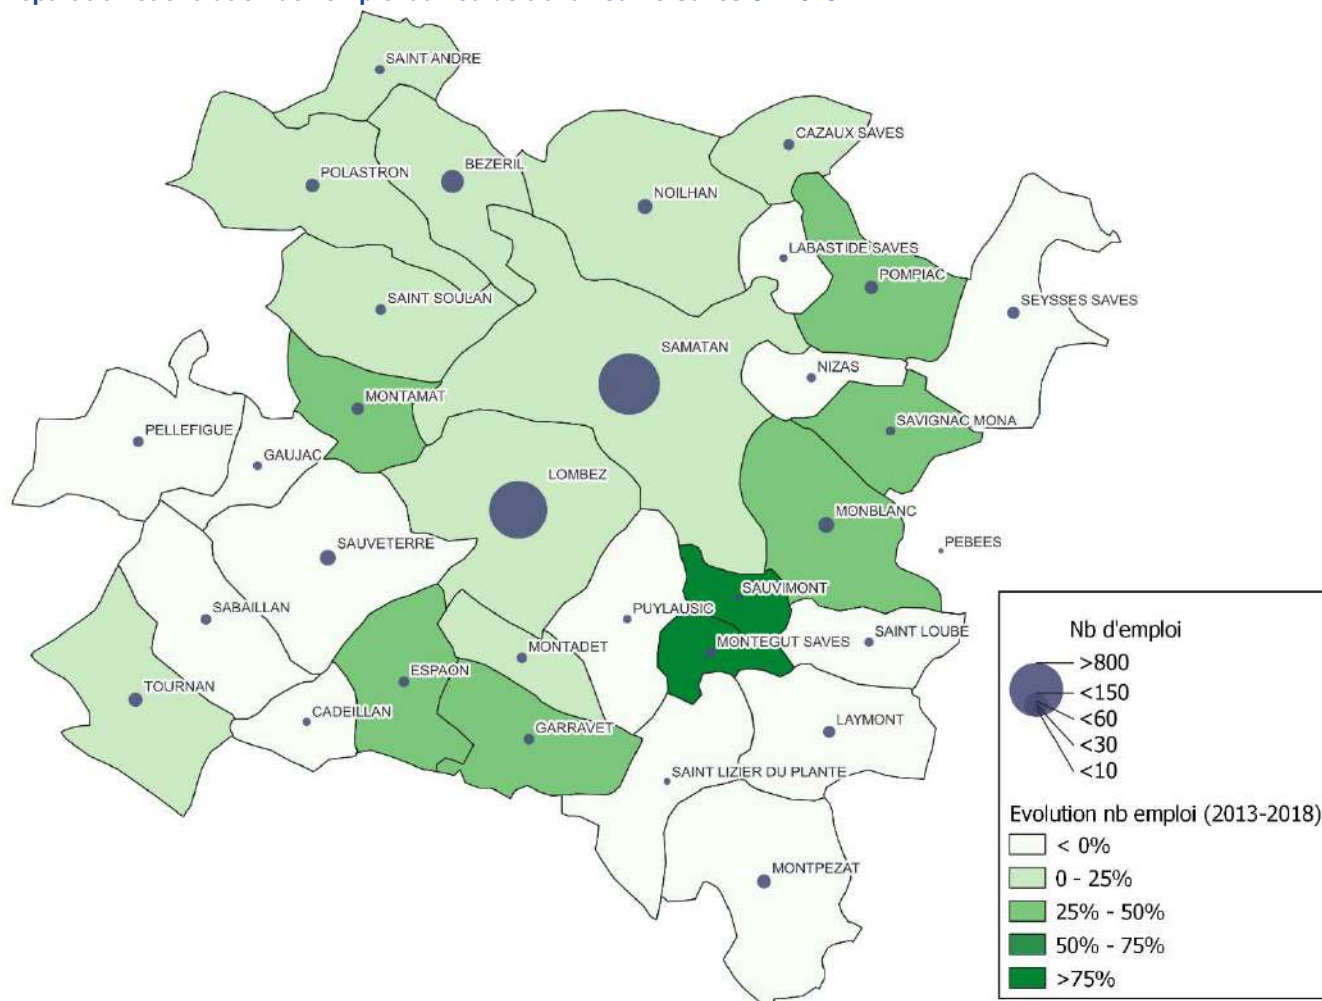 SAINT ANDRE
CAZAUX SAVES
BEZERIL
POLASTRON
NOILHAN
LABASTIDE SAVES
POMPIAC
SAINT SOULAN
SEYSSES SAVES
SAMATAN
NIZAS
MONTAMAT
SAVIGNAC MONA
PELLEFIGUE
GAUJAC
LOMBEZ
MONBLANC
SAUVETERRE
PEBEES
SAUVIMONT
SABAILLAN
PUYLAUSIC
SAINT LOUBE
MONTADET
MONTEGUT SAVES
ESPAON
TOURNAN
CADEILLAN
GARRAVET
LAYMONT
SAINT LIZIER DU PLANTE
MONTPEZAT
Nb d'emploi
>800
<150
<60
<30
<10
Evolution nb emploi (2013-2018)
< 0%
0 - 25%
25% - 50%
50% - 75%
>75%